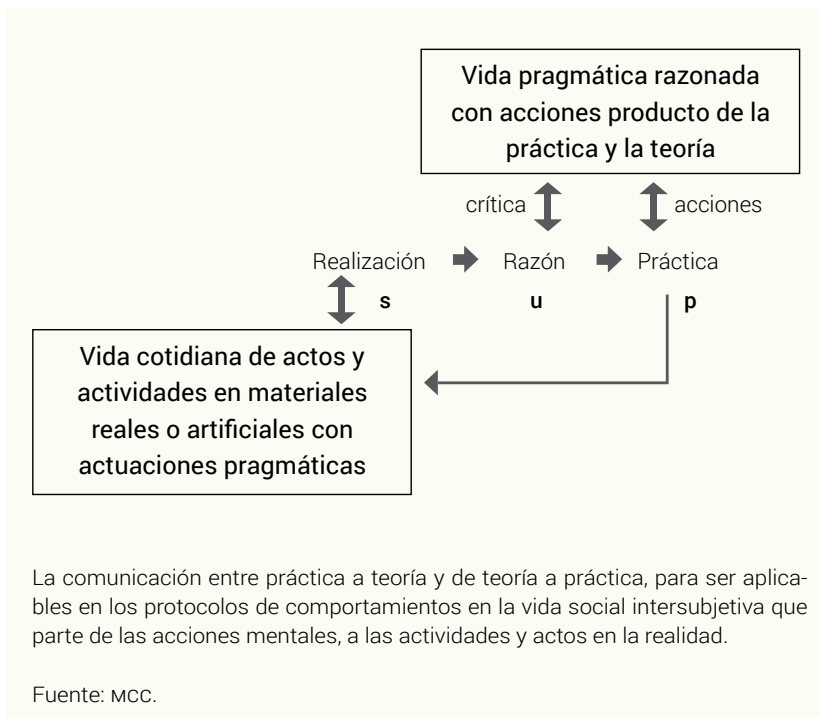 Vida pragmática razonada
con acciones producto de la
práctica y la teoría
crítica
acciones
Realización
Razón
Práctica
s
u
p
Vida cotidiana de actos y
actividades en materiales
reales o artificiales con
actuaciones pragmáticas
La comunicación entre práctica a teoría y de teoría a práctica, para ser aplica-
bles en los protocolos de comportamientos en la vida social intersubjetiva que
parte de las acciones mentales, a las actividades y actos en la realidad.
Fuente: MCC.